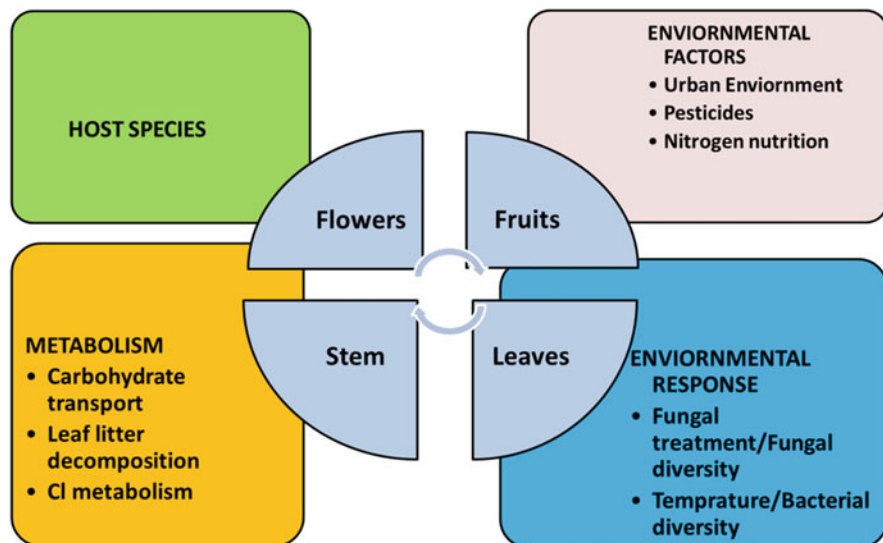 HOST SPECIES
ENVIORNMENTAL
FACTORS
• Urban Enviornment
• Pesticides
• Nitrogen nutrition
Flowers
Fruits
Stem
Leaves
METABOLISM
• Carbohydrate
transport
• Leaf litter
decomposition
• Cl metabolism
ENVIORNMENTAL
RESPONSE
• Fungal
treatment/Fungal
diversity
• Temprature/Bacterial
diversity